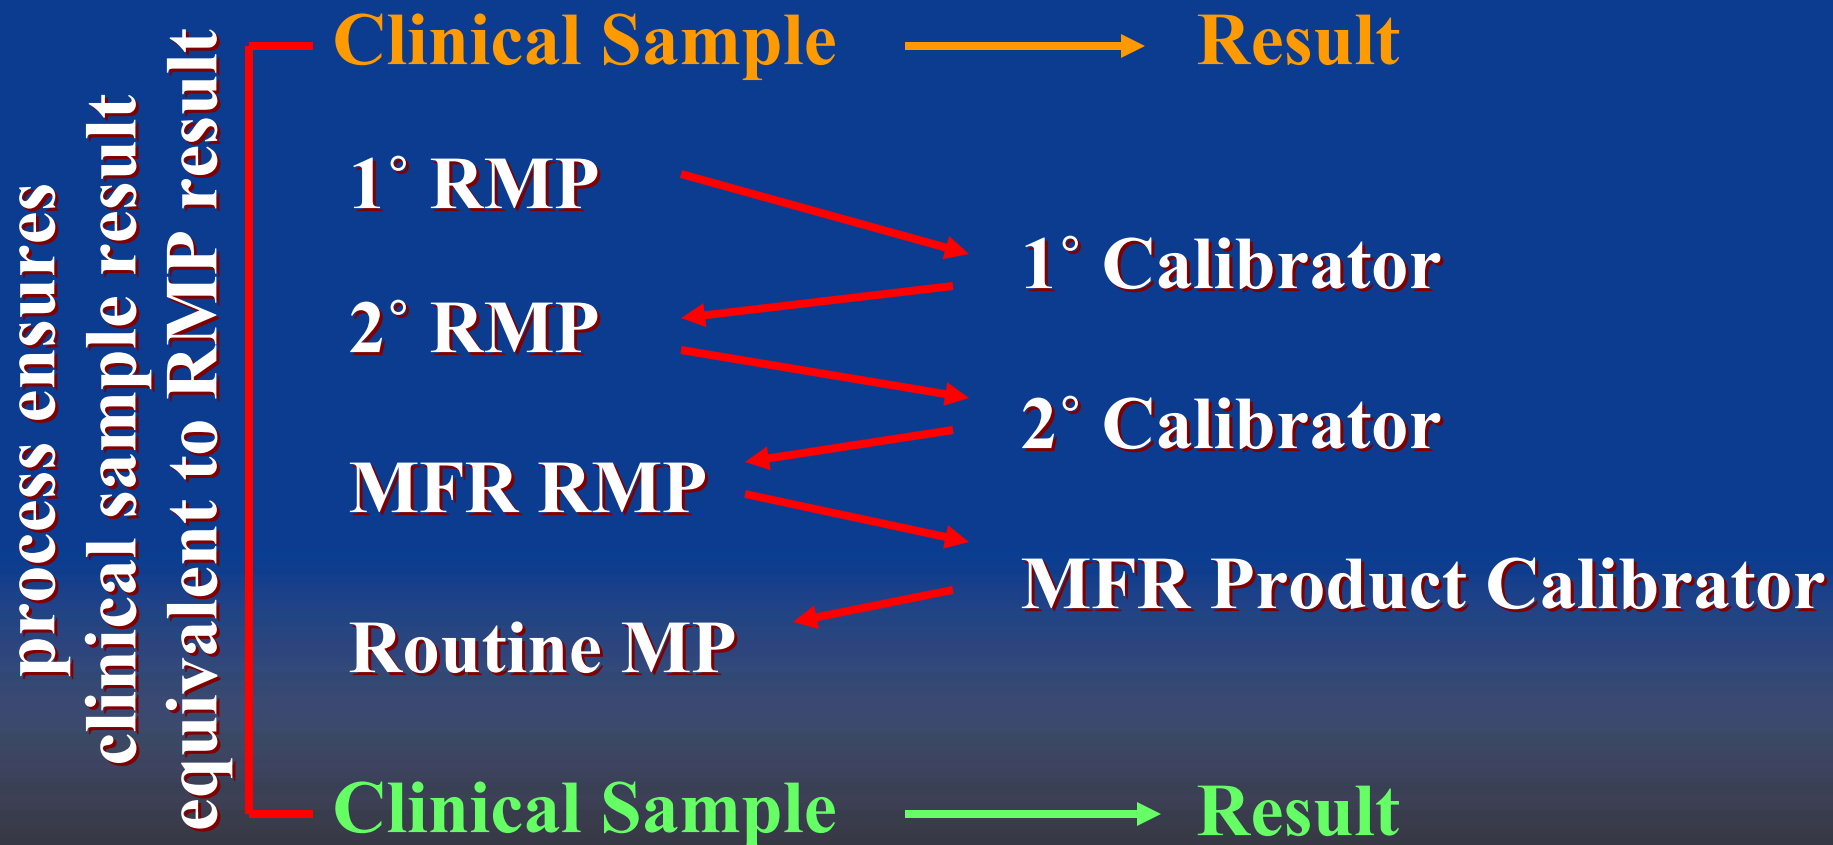 process ensures
clinical sample result
equivalent to RMP result
Clinical Sample Result
1° RMP
1° Calibrator
2° RMP
2° Calibrator
MFR RMP
MFR Product Calibrator
Routine MP
Clinical Sample Result